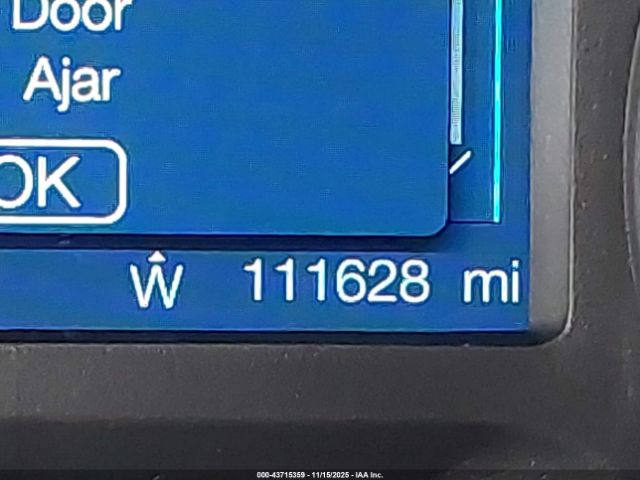 Door
Ajar
OK
W 111628 mi
000-43715359 - 11/15/2025 - IAA Inc.